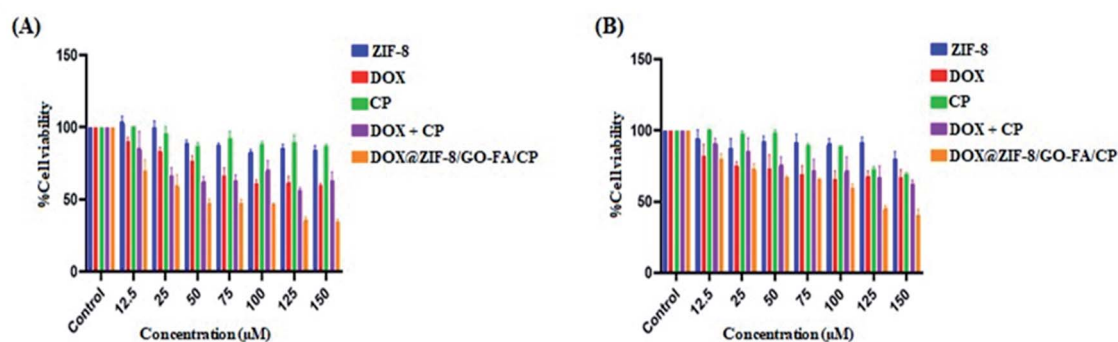 (A)
150
100
50
0
%Cell viability
Control
12.5
25
50
75
100
125
150
Concentration (µM)
ZIF-8
DOX
CP
DOX + CP
DOX@ZIF-8/GO-FA/CP
(B)
150
100
50
0
%Cell viability
Control
12.5
25
50
75
100
125
150
Concentration (µM)
ZIF-8
DOX
CP
DOX + CP
DOX@ZIF-8/GO-FA/CP